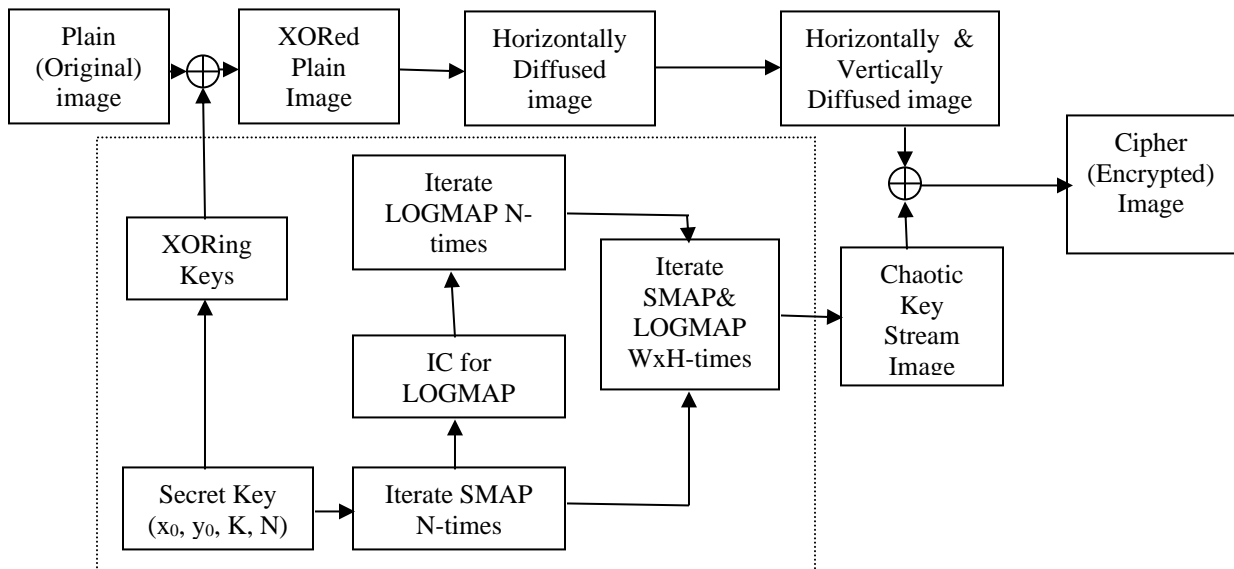 Plain
(Original)
image
XORed
Plain
Image
Horizontally
Diffused
image
Horizontally &
Vertically
Diffused image
Cipher
(Encrypted)
Image
XORing
Keys
Iterate
LOGMAP N-
times
Iterate
SMAP&
LOGMAP
WxH-times
Chaotic
Key
Stream
Image
IC for
LOGMAP
Secret Key
(x₀, y₀, K, N)
Iterate SMAP
N-times